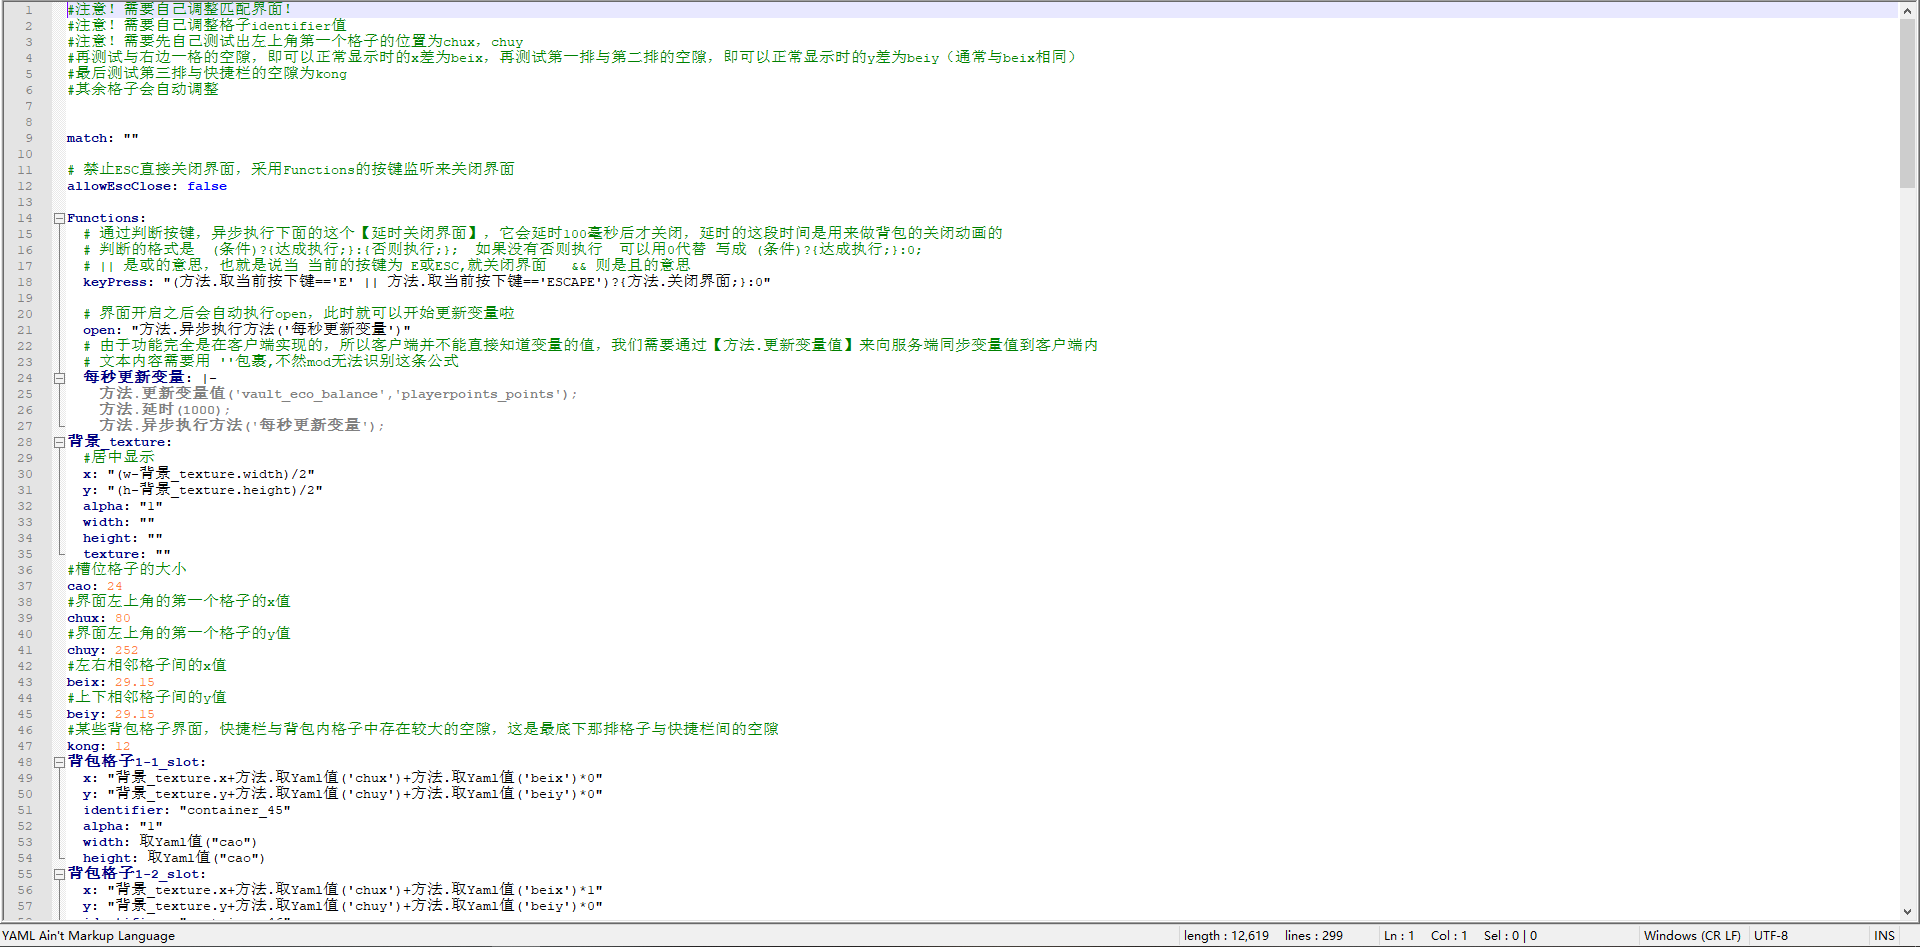 1 #注意！需要自己调整匹配界面！
2 #注意！需要自己调整格子identifier值
3 #注意！需要先自己测试出左上角第一个格子的位置为chux，chuy
4 #再测试与右边一格的空隙，即可以正常显示时的x差为beix，再测试第一排与第二排的空隙，即可以正常显示时的y差为beiy（通常与beix相同）
5 #最后测试第三排与快捷栏的空隙为kong
6 #其余格子会自动调整
7
8
9 match: ""
10
11 # 禁止ESC直接关闭界面，采用Functions的按键监听来关闭界面
12 allowEscClose: false
13
14 Functions:
15   # 通过判断按键，异步执行下面的这个【延时关闭界面】，它会延时100毫秒后才关闭，延时的这段时间是用来做背包的关闭动画的
16   # 判断的格式是  (条件)?{达成执行;}:{否则执行;};  如果没有否则执行  可以用0代替 写成 (条件)?{达成执行;}:0;
17   # || 是或的意思，也就是说当 当前的按键为 E或ESC,就关闭界面   && 则是且的意思
18   keyPress: "(方法.取当前按下键=='E' || 方法.取当前按下键=='ESCAPE')?{方法.关闭界面;}:0"
19
20   # 界面开启之后会自动执行open，此时就可以开始更新变量啦
21   open: "方法.异步执行方法('每秒更新变量')"
22   # 由于功能完全是在客户端实现的，所以客户端并不能直接知道变量的值，我们需要通过【方法.更新变量值】来向服务端同步变量值到客户端内
23   # 文本内容需要用 ''包裹,不然mod无法识别这条公式
24   每秒更新变量: |-
25     方法.更新变量值('vault_eco_balance','playerpoints_points');
26     方法.延时(1000);
27     方法.异步执行方法('每秒更新变量');
28 背景_texture:
29   #居中显示
30   x: "(w-背景_texture.width)/2"
31   y: "(h-背景_texture.height)/2"
32   alpha: "1"
33   width: ""
34   height: ""
35   texture: ""
36 #槽位格子的大小
37 cao: 24
38 #界面左上角的第一个格子的x值
39 chux: 80
40 #界面左上角的第一个格子的y值
41 chuy: 252
42 #左右相邻格子间的x值
43 beix: 29.15
44 #上下相邻格子间的y值
45 beiy: 29.15
46 #某些背包格子界面，快捷栏与背包内格子中存在较大的空隙，这是最底下那排格子与快捷栏间的空隙
47 kong: 12
48 背包格子1-1_slot:
49   x: "背景_texture.x+方法.取Yaml值('chux')+方法.取Yaml值('beix')*0"
50   y: "背景_texture.y+方法.取Yaml值('chuy')+方法.取Yaml值('beiy')*0"
51   identifier: "container_45"
52   alpha: "1"
53   width: 取Yaml值("cao")
54   height: 取Yaml值("cao")
55 背包格子1-2_slot:
56   x: "背景_texture.x+方法.取Yaml值('chux')+方法.取Yaml值('beix')*1"
57   y: "背景_texture.y+方法.取Yaml值('chuy')+方法.取Yaml值('beiy')*0"
YAML Ain't Markup Language length : 12,619 lines : 299 Ln : 1 Col : 1 Sel : 0 | 0 Windows (CR LF) UTF-8 INS